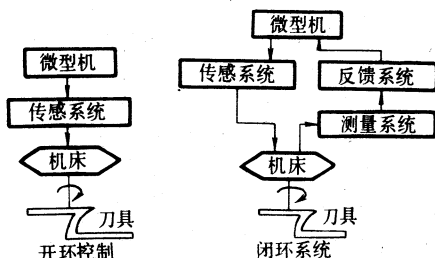 微型机
传感系统
机床
刀具
开环控制
微型机
传感系统
反馈系统
测量系统
机床
刀具
闭环系统